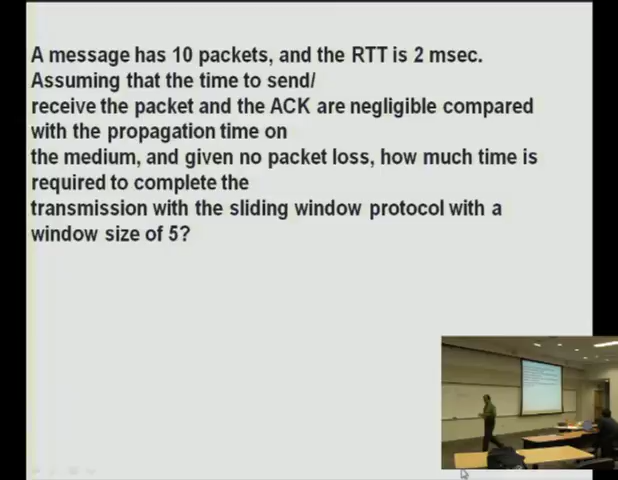 A message has 10 packets, and the RTT is 2 msec.
Assuming that the time to send/
receive the packet and the ACK are negligible compared
with the propagation time on
the medium, and given no packet loss, how much time is
required to complete the
transmission with the sliding window protocol with a
window size of 5?